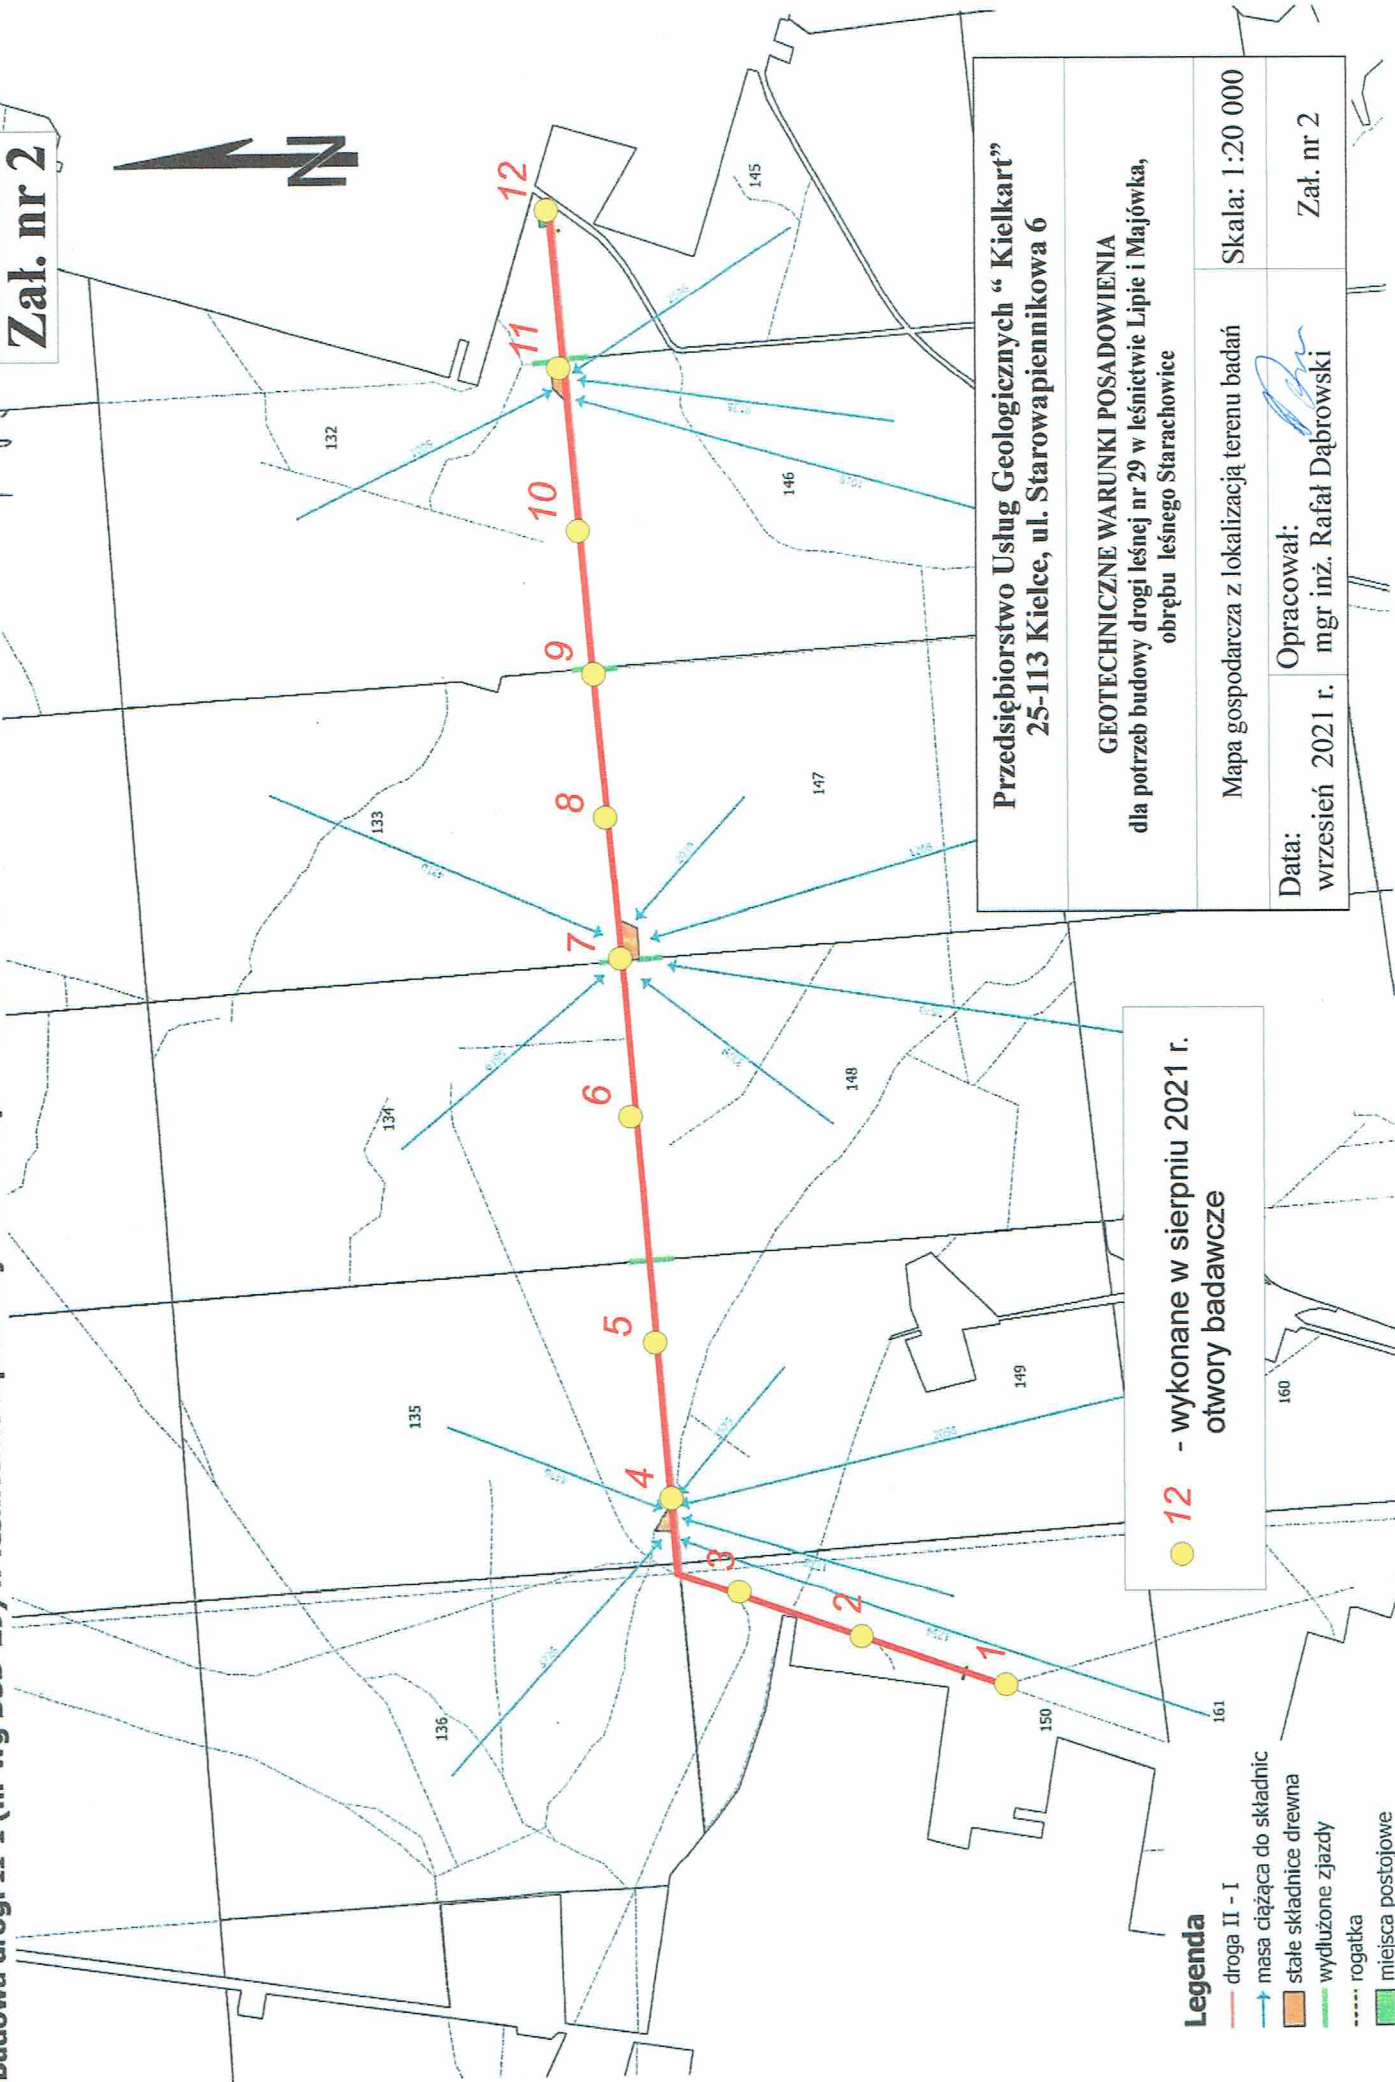 Zał. nr 2
N
12
11
10
9
8
7
6
5
4
3
2
1
132
133
134
135
136
145
146
147
148
149
150
160
161
Przedsiębiorstwo Usług Geologicznych “ Kielkart”
25-113 Kielce, ul. Starowapiennikowa 6
GEOTECHNICZNE WARUNKI POSADOWIENIA
dla potrzeb budowy drogi leśnej nr 29 w leśnictwie Lipie i Majówka,
obrębu leśnego Starachowice
Mapa gospodarcza z lokalizacją terenu badań
Skala: 1:20 000
Data:
wrzesień 2021 r.
Opracował:
mgr inż. Rafał Dąbrowski
Zał. nr 2
12 - wykonane w sierpniu 2021 r.
otwory badawcze
Legenda
droga II - I
masa ciążąca do składnic
stałe składnice drewna
wydłużone zjazdy
rogatka
miejsca postojowe